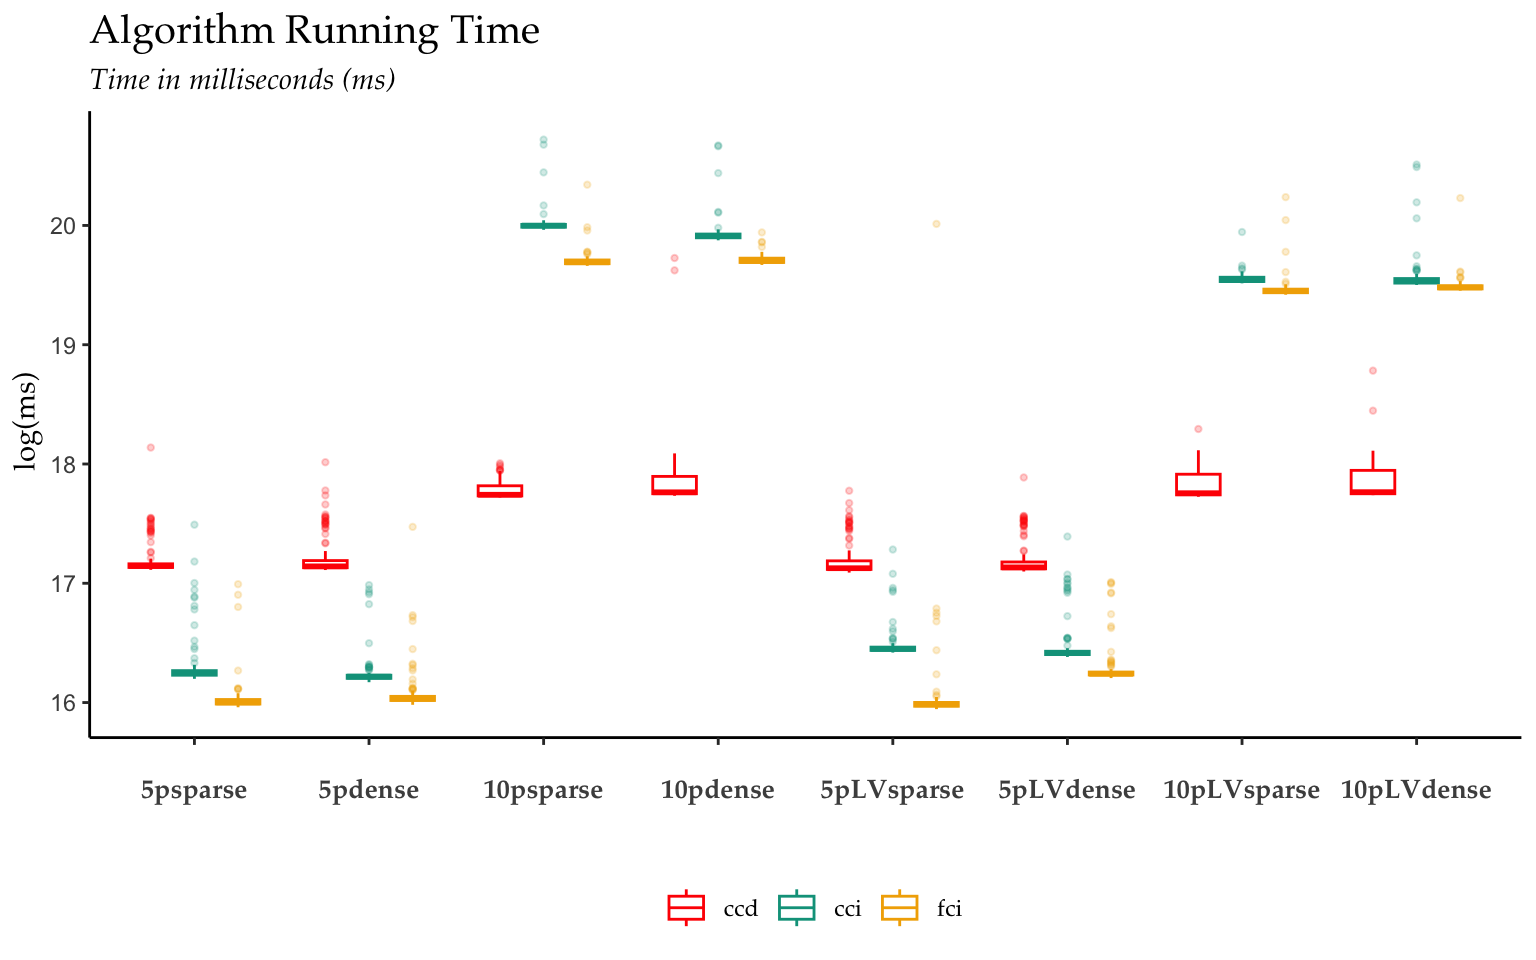 Algorithm Running Time
Time in milliseconds (ms)
log(ms)
20
19
18
17
16
5psparse 5pdense 10psparse 10pdense 5pLVsparse 5pLVdense 10pLVsparse 10pLVdense
ccd cci fci